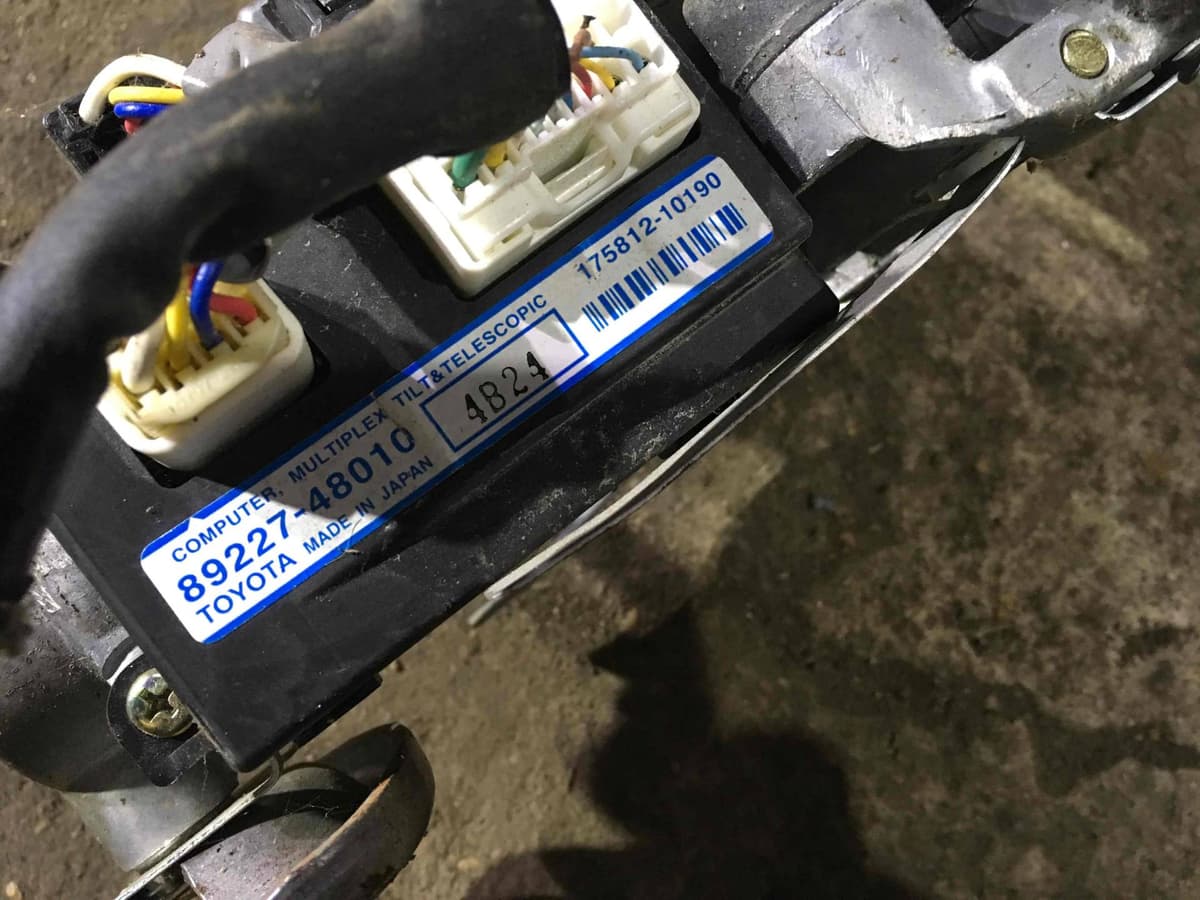 COMPUTER, MULTIPLEX TILT&TELESCOPIC
89227-48010
TOYOTA MADE IN JAPAN
4B24
175812-10190